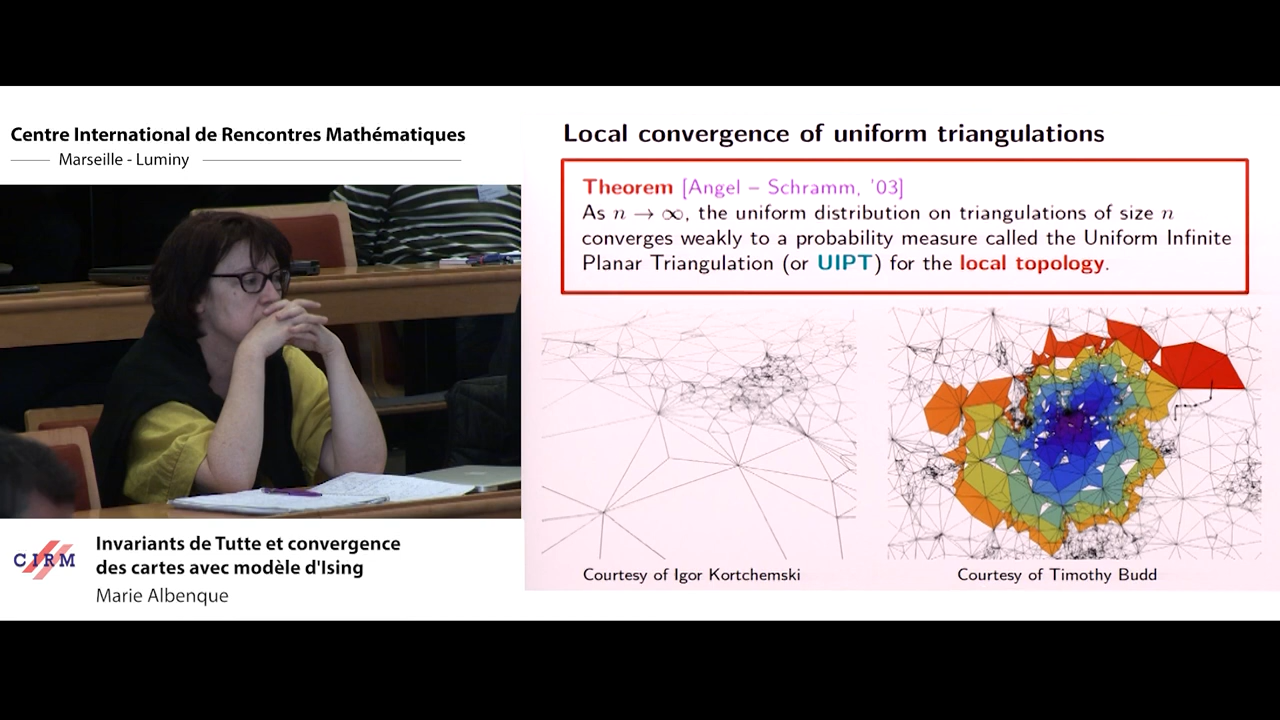 Centre International de Rencontres Mathématiques
Marseille - Luminy
Local convergence of uniform triangulations
Theorem [Angel – Schramm, '03]
As n → ∞, the uniform distribution on triangulations of size n
converges weakly to a probability measure called the Uniform Infinite
Planar Triangulation (or UIPT) for the local topology.
Courtesy of Igor Kortchemski
Courtesy of Timothy Budd
CIRM
Invariants de Tutte et convergence
des cartes avec modèle d'Ising
Marie Albenque